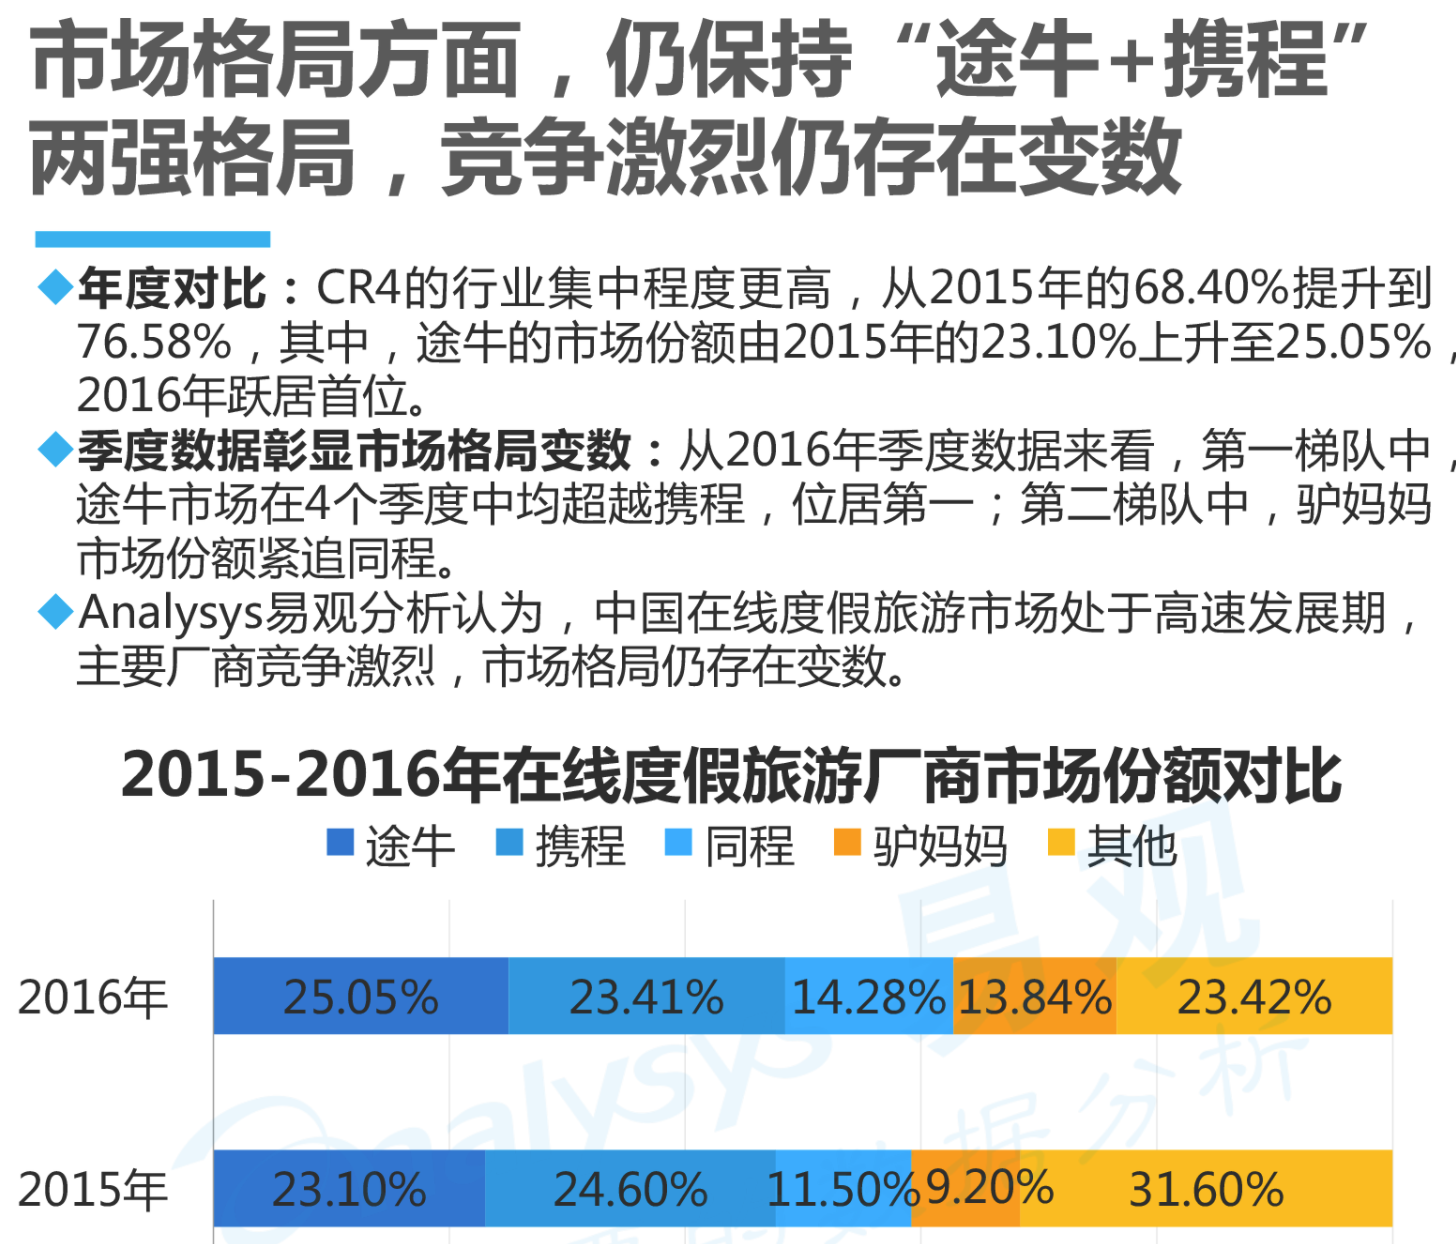 市场格局方面，仍保持“途牛+携程”
两强格局，竞争激烈仍存在变数
◆年度对比：CR4的行业集中程度更高，从2015年的68.40%提升到
76.58%，其中，途牛的市场份额由2015年的23.10%上升至25.05%，
2016年跃居首位。
◆季度数据彰显市场格局变数：从2016年季度数据来看，第一梯队中，
途牛市场在4个季度中均超越携程，位居第一；第二梯队中，驴妈妈
市场份额紧追同程。
◆Analysys易观分析认为，中国在线度假旅游市场处于高速发展期，
主要厂商竞争激烈，市场格局仍存在变数。
2015-2016年在线度假旅游厂商市场份额对比
途牛 携程 同程 驴妈妈 其他
2016年 25.05% 23.41% 14.28% 13.84% 23.42%
2015年 23.10% 24.60% 11.50% 9.20% 31.60%
Analysys 易观
数据分析